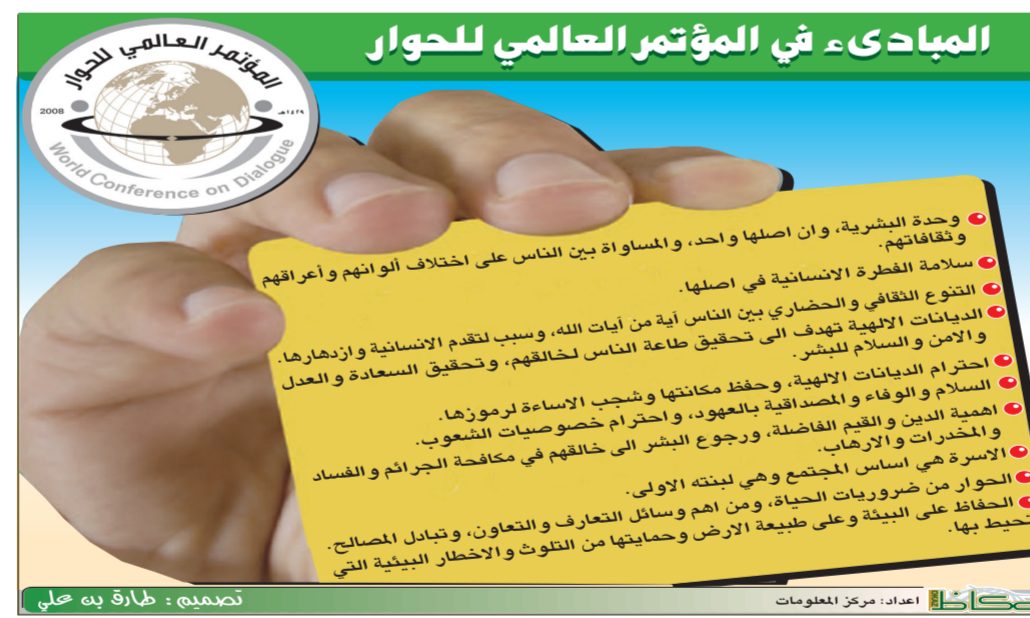 المبادىء في المؤتمر العالمي للحوار
المؤتمر العالمي للحوار
2008
١٤٢٩هـ
World Conference on Dialogue
وحدة البشرية، وان اصلها واحد، والمساواة بين الناس على اختلاف ألوانهم وأعراقهم
وثقافاتهم.
سلامة الفطرة الانسانية في اصلها.
التنوع الثقافي والحضاري بين الناس آية من آيات الله، وسبب لتقدم الانسانية وازدهارها.
الديانات الالهية تهدف الى تحقيق طاعة الناس لخالقهم، وتحقيق السعادة والعدل
والامن والسلام للبشر.
احترام الديانات الالهية، وحفظ مكانتها وشجب الاساءة لرموزها.
السلام والوفاء والمصداقية بالعهود، واحترام خصوصيات الشعوب.
اهمية الدين والقيم الفاضلة، ورجوع البشر الى خالقهم في مكافحة الجرائم والفساد
والمخدرات والارهاب.
الاسرة هي اساس المجتمع وهي لبنته الاولى.
الحوار من ضروريات الحياة، ومن اهم وسائل التعارف والتعاون، وتبادل المصالح.
الحفاظ على البيئة وعلى طبيعة الارض وحمايتها من التلوث والاخطار البيئية التي
تحيط بها.
عكاظ
اعداد: مركز المعلومات
تصميم : طارق بن علي